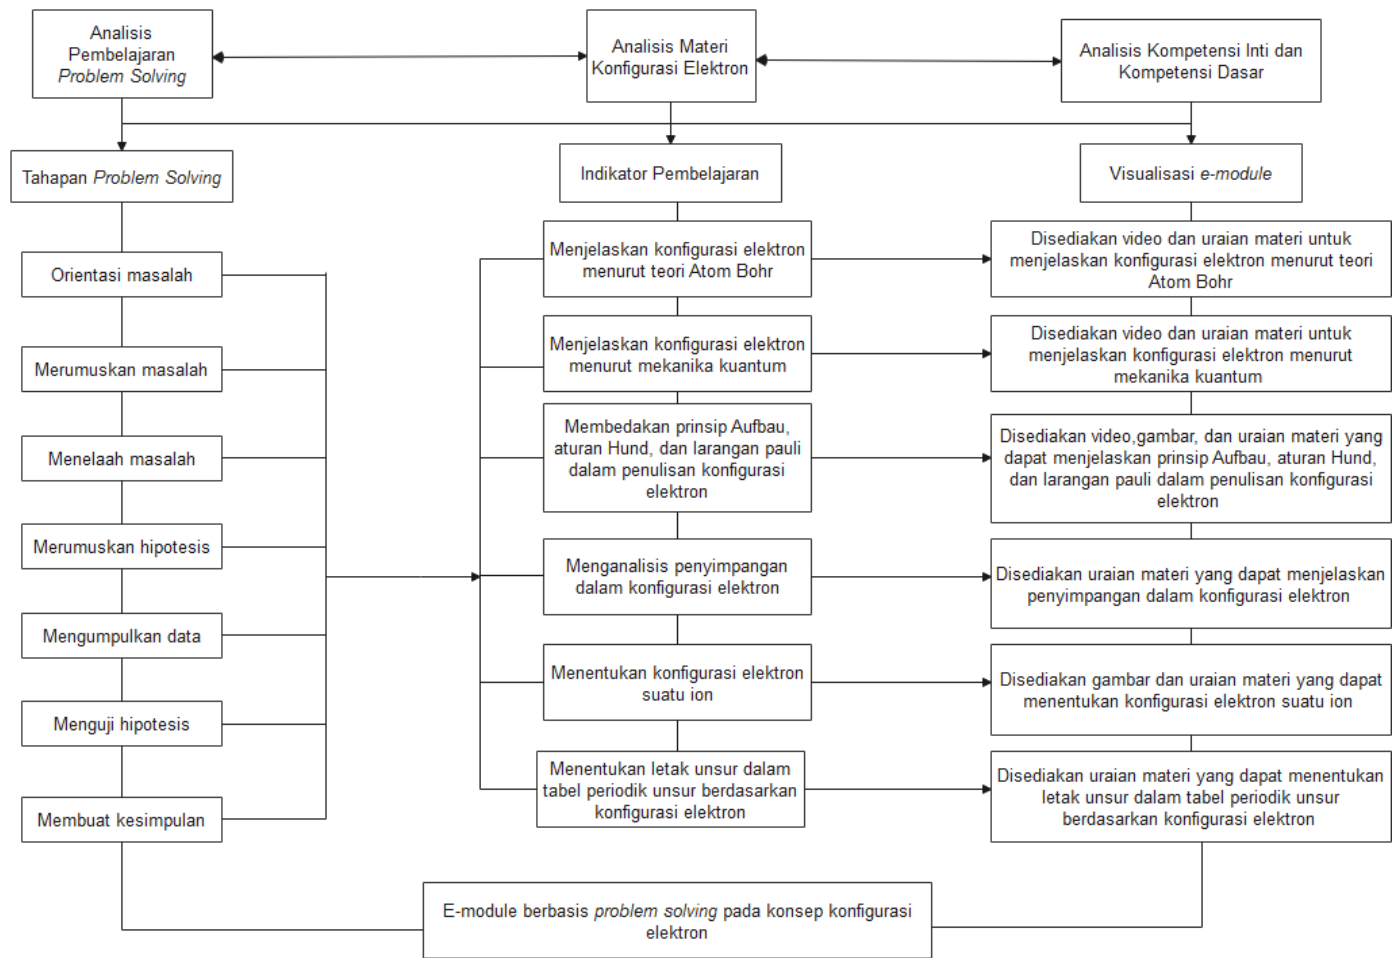 Analisis
Pembelajaran
Problem Solving
Analisis Materi
Konfigurasi Elektron
Analisis Kompetensi Inti dan
Kompetensi Dasar
Tahapan Problem Solving
Indikator Pembelajaran
Visualisasi e-module
Orientasi masalah
Menjelaskan konfigurasi elektron
menurut teori Atom Bohr
Disediakan video dan uraian materi untuk
menjelaskan konfigurasi elektron menurut teori
Atom Bohr
Merumuskan masalah
Menjelaskan konfigurasi elektron
menurut mekanika kuantum
Disediakan video dan uraian materi untuk
menjelaskan konfigurasi elektron menurut
mekanika kuantum
Menelaah masalah
Membedakan prinsip Aufbau,
aturan Hund, dan larangan pauli
dalam penulisan konfigurasi
elektron
Disediakan video,gambar, dan uraian materi yang
dapat menjelaskan prinsip Aufbau, aturan Hund,
dan larangan pauli dalam penulisan konfigurasi
elektron
Merumuskan hipotesis
Menganalisis penyimpangan
dalam konfigurasi elektron
Disediakan uraian materi yang dapat menjelaskan
penyimpangan dalam konfigurasi elektron
Mengumpulkan data
Menentukan konfigurasi elektron
suatu ion
Disediakan gambar dan uraian materi yang dapat
menentukan konfigurasi elektron suatu ion
Menguji hipotesis
Menentukan letak unsur dalam
tabel periodik unsur berdasarkan
konfigurasi elektron
Disediakan uraian materi yang dapat menentukan
letak unsur dalam tabel periodik unsur
berdasarkan konfigurasi elektron
Membuat kesimpulan
E-module berbasis problem solving pada konsep konfigurasi
elektron